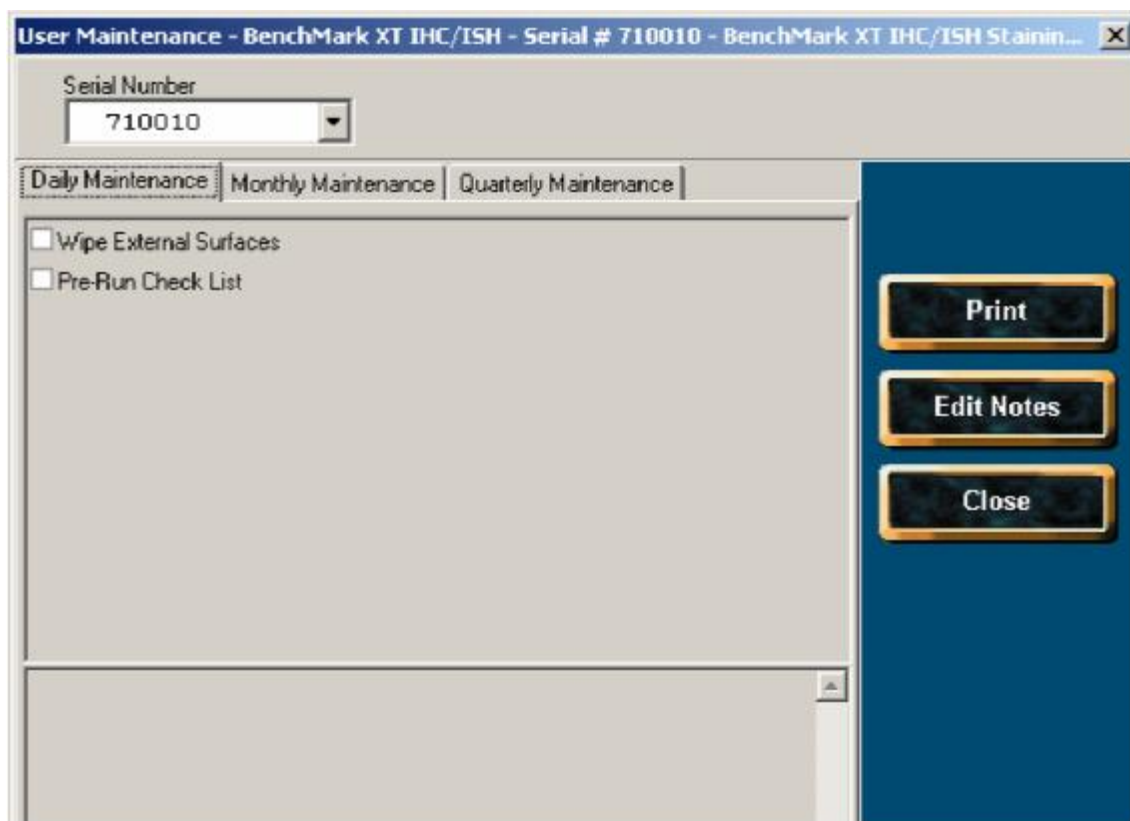 User Maintenance - BenchMark XT IHC/ISH - Serial # 710010 - BenchMark XT IHC/ISH Stainin...
Serial Number
710010
Daily Maintenance Monthly Maintenance Quarterly Maintenance
Wipe External Surfaces
Pre-Run Check List
Print
Edit Notes
Close